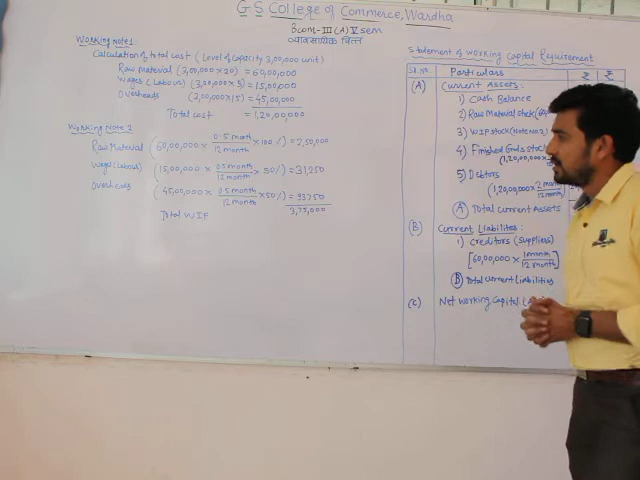 G S College of Commerce, Wardha
Bcom-III (A) V sem
व्यावसायिक वित्त
Working Note 1
Calculation of total cost (Level of capacity 3,00,000 unit)
Raw Material (3,00,000 x 20) = 60,00,000
Wages (Labour) (3,00,000 x 5) = 15,00,000
Overheads (3,00,000 x 15) = 45,00,000
Total cost = 1,20,00,000
Working Note 2
Raw Material (60,00,000 x 0.5 month/12 month x 100%) = 2,50,000
Wages (Labour) (15,00,000 x 0.5 month/12 month x 50%) = 31,250
Overheads (45,00,000 x 0.5 month/12 month x 50%) = 93750
3,75,000
Total WIP
Statement of Working Capital Requirement
Sr. No Particulars ₹ ₹
(A) Current Assets :
1) Cash Balance
2) Raw Material stock
3) WIP stock (Note No. 2)
4) Finished Goods stock
(1,20,00,000 x
5) Debtors
(1,20,00,000 x 2 month/12 month)
(A) Total current Assets
(B) Current Liabilites :
1) creditors (suppliers)
[60,00,000 x 1 month/12 month]
(B) Total current Liabilities
(C) Net working capital